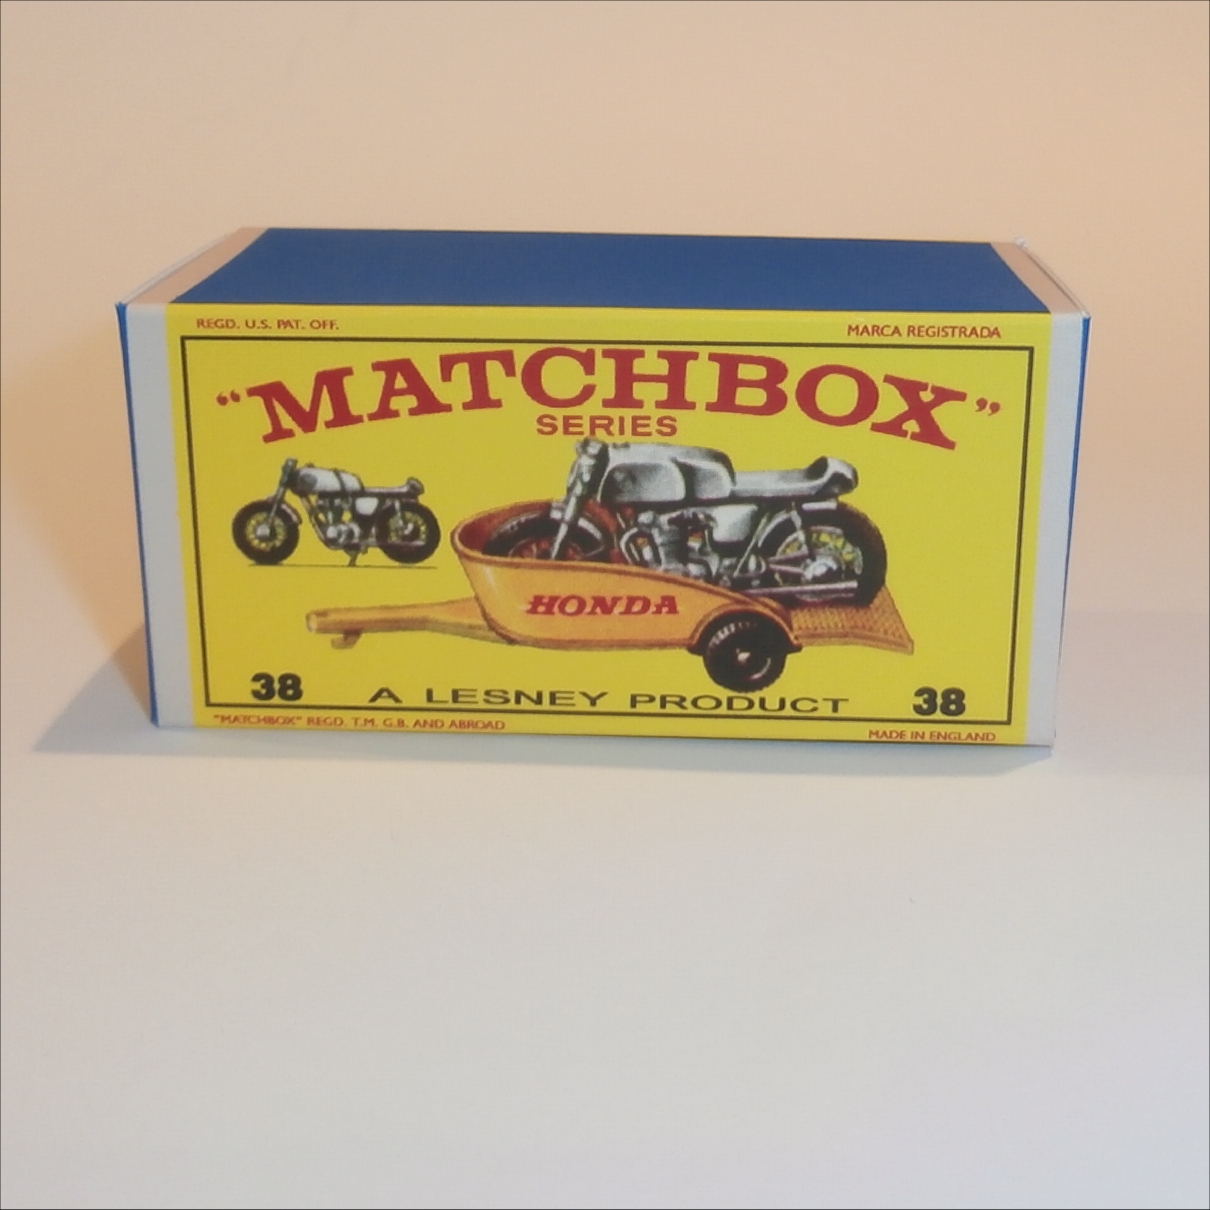 REGD. U.S. PAT. OFF.
MARCA REGISTRADA
"MATCHBOX"
SERIES
HONDA
38
A LESNEY PRODUCT
38
"MATCHBOX" REGD. T.M. G.B. AND ABROAD
MADE IN ENGLAND